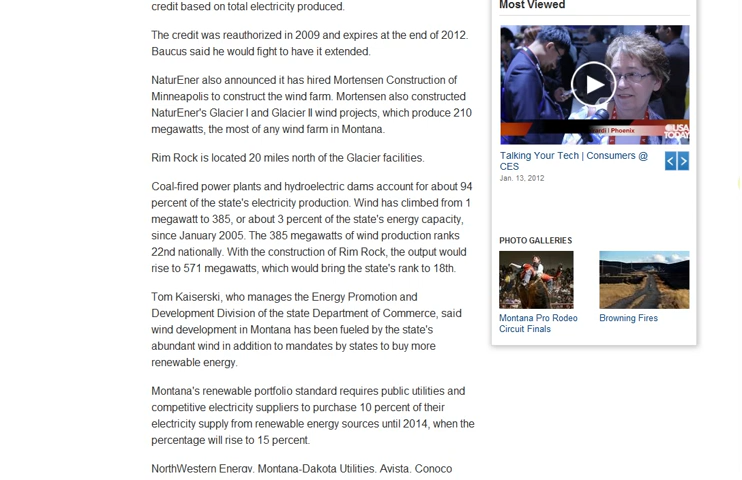 credit based on total electricity produced.
The credit was reauthorized in 2009 and expires at the end of 2012.
Baucus said he would fight to have it extended.
NaturEner also announced it has hired Mortensen Construction of
Minneapolis to construct the wind farm. Mortensen also constructed
NaturEner's Glacier I and Glacier II wind projects, which produce 210
megawatts, the most of any wind farm in Montana.
Rim Rock is located 20 miles north of the Glacier facilities.
Coal-fired power plants and hydroelectric dams account for about 94
percent of the state's electricity production. Wind has climbed from 1
megawatt to 385, or about 3 percent of the state's energy capacity,
since January 2005. The 385 megawatts of wind production ranks
22nd nationally. With the construction of Rim Rock, the output would
rise to 571 megawatts, which would bring the state's rank to 18th.
Tom Kaiserski, who manages the Energy Promotion and
Development Division of the state Department of Commerce, said
wind development in Montana has been fueled by the state's
abundant wind in addition to mandates by states to buy more
renewable energy.
Montana's renewable portfolio standard requires public utilities and
competitive electricity suppliers to purchase 10 percent of their
electricity supply from renewable energy sources until 2014, when the
percentage will rise to 15 percent.
NorthWestern Energy, Montana-Dakota Utilities, Avista, Conoco
Most Viewed
| Phoenix
USA
TODAY
Talking Your Tech | Consumers @
CES
Jan. 13, 2012
PHOTO GALLERIES
Montana Pro Rodeo
Circuit Finals
Browning Fires